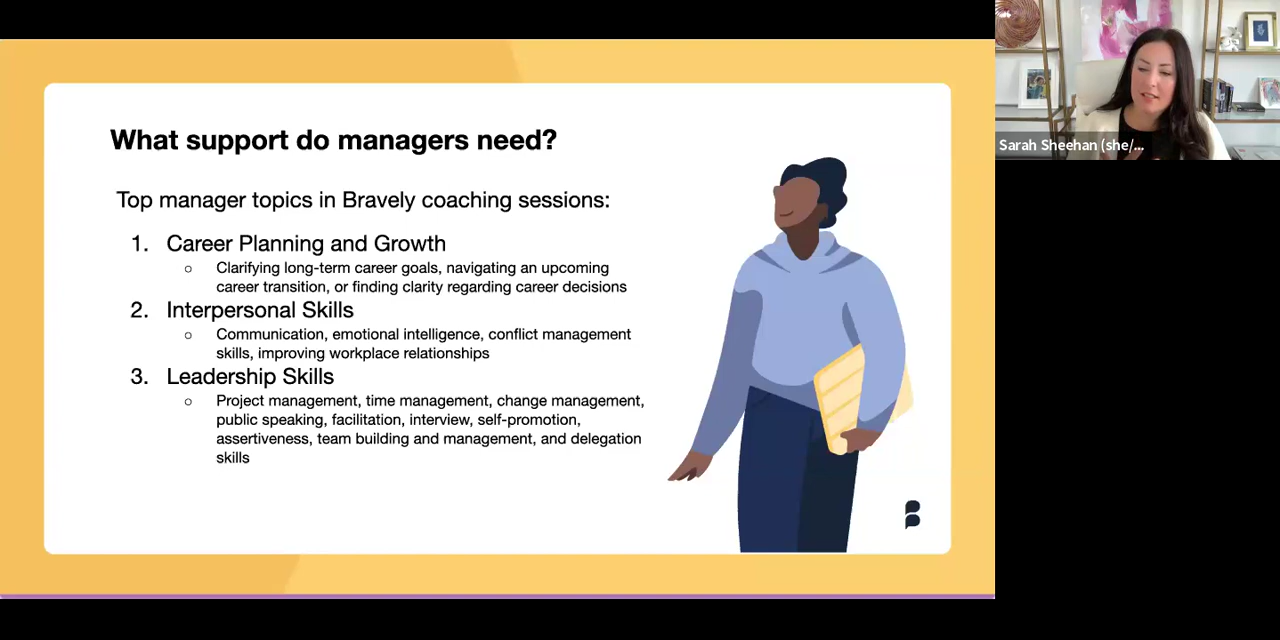 What support do managers need?
Top manager topics in Bravely coaching sessions:
1. Career Planning and Growth
○ Clarifying long-term career goals, navigating an upcoming
career transition, or finding clarity regarding career decisions
2. Interpersonal Skills
○ Communication, emotional intelligence, conflict management
skills, improving workplace relationships
3. Leadership Skills
○ Project management, time management, change management,
public speaking, facilitation, interview, self-promotion,
assertiveness, team building and management, and delegation
skills
Sarah Sheehan (she/...